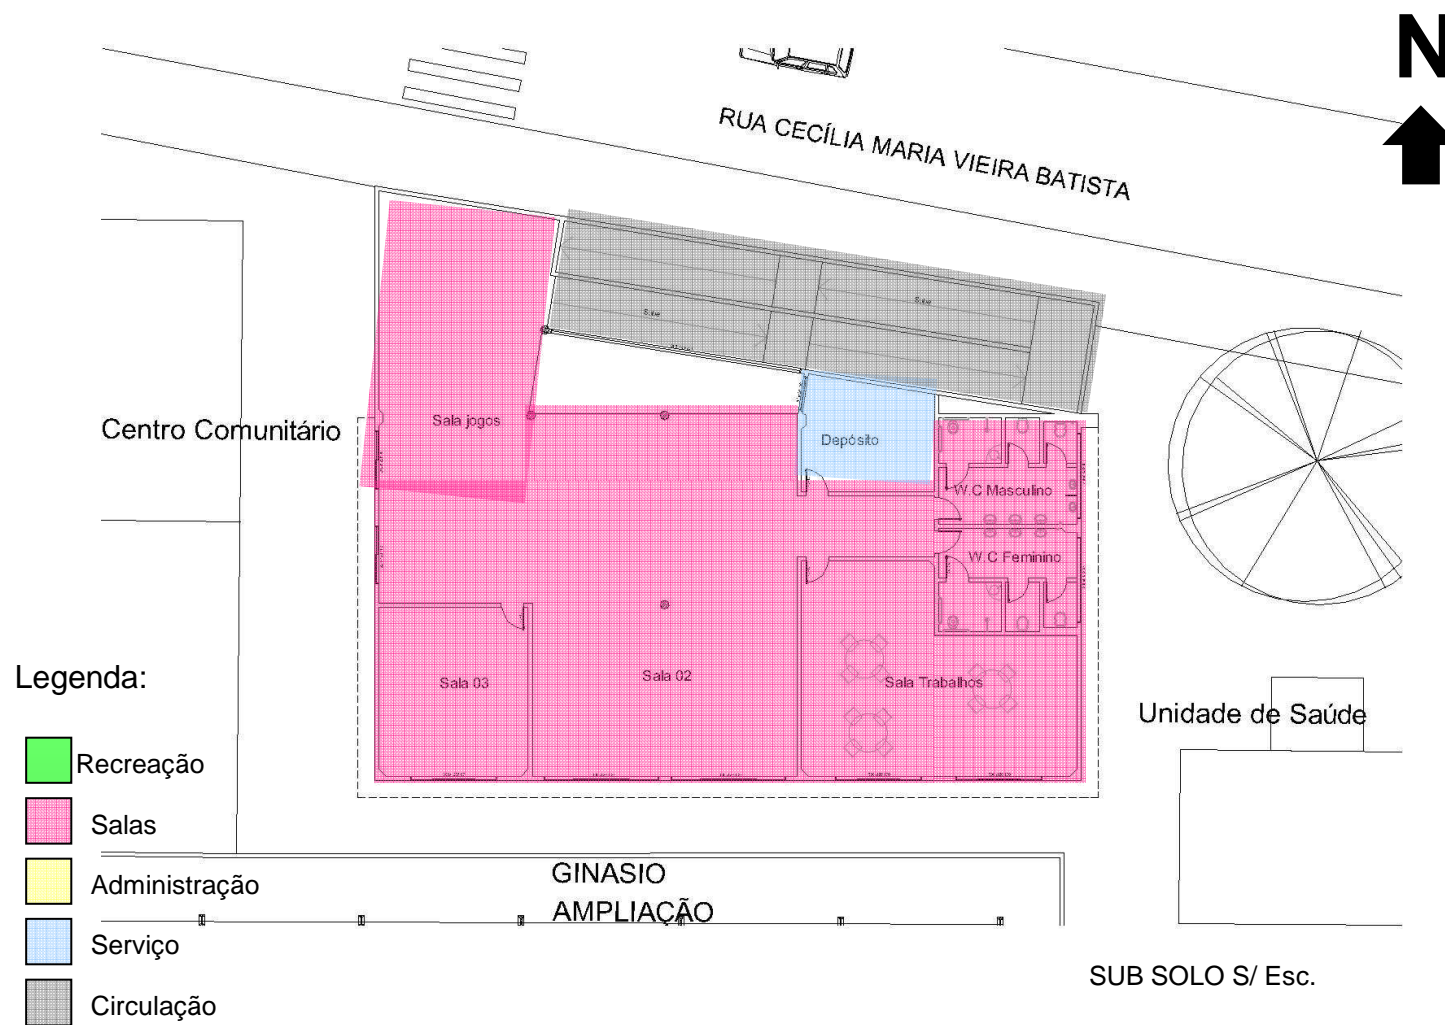 N
RUA CECÍLIA MARIA VIEIRA BATISTA
Sala jogos
Centro Comunitário
Depósito
W.C Masculino
W.C Feminino
Sala 03
Sala 02
Sala Trabalhos
Unidade de Saúde
Legenda:
Recreação
Salas
Administração
Serviço
Circulação
GINASIO
AMPLIAÇÃO
SUB SOLO S/ Esc.